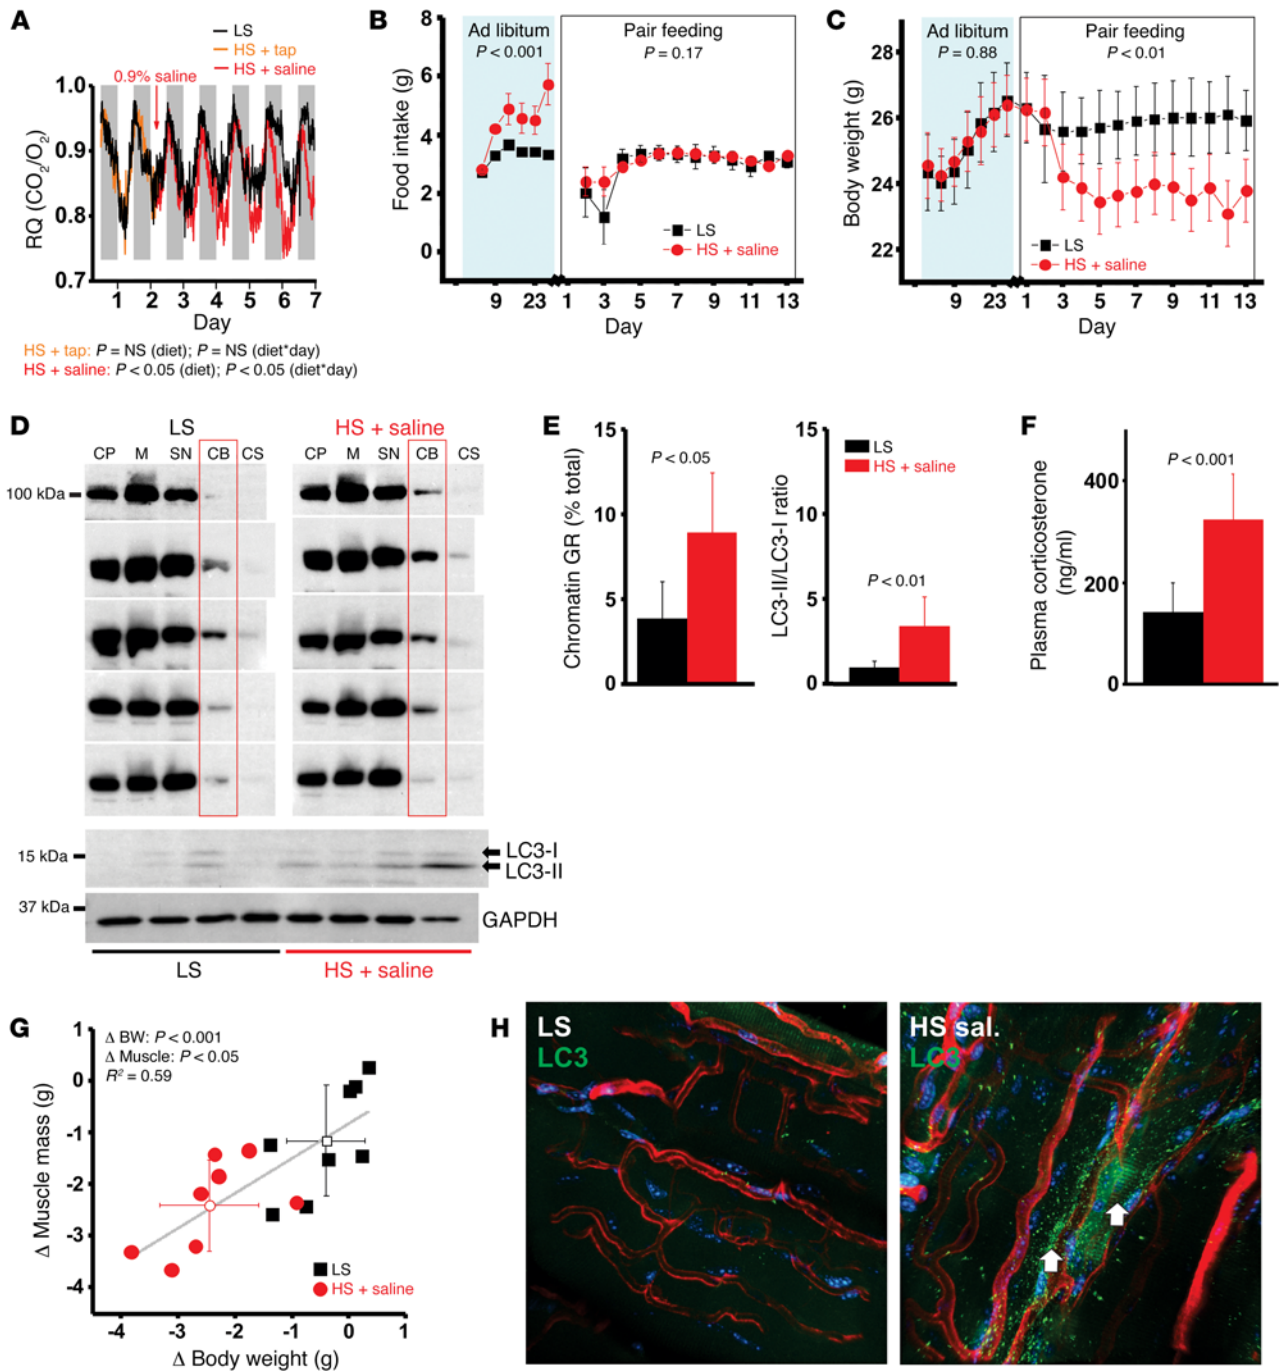 A
LS
HS + tap
HS + saline
0.9% saline
1.0
0.9
0.8
0.7
RQ (CO2/O2)
1 2 3 4 5 6 7
Day
HS + tap: P = NS (diet); P = NS (diet*day)
HS + saline: P < 0.05 (diet); P < 0.05 (diet*day)
B
8
6
4
2
0
Food intake (g)
Ad libitum
P < 0.001
Pair feeding
P = 0.17
LS
HS + saline
9 23 1 3 5 7 9 11 13
Day
C
28
26
24
22
Body weight (g)
Ad libitum
P = 0.88
Pair feeding
P < 0.01
LS
HS + saline
9 23 1 3 5 7 9 11 13
Day
D
LS
HS + saline
CP M SN CB CS
CP M SN CB CS
100 kDa
15 kDa
LC3-I
LC3-II
37 kDa
GAPDH
LS
HS + saline
E
15
10
5
0
Chromatin GR (% total)
P < 0.05
15
10
5
0
LC3-II/LC3-I ratio
LS
HS + saline
P < 0.01
F
400
200
0
Plasma corticosterone
(ng/ml)
P < 0.001
G
1
0
-1
-2
-3
-4
Δ Muscle mass (g)
Δ BW: P < 0.001
Δ Muscle: P < 0.05
R2 = 0.59
LS
HS + saline
-4 -3 -2 -1 0 1
Δ Body weight (g)
H
LS
LC3
HS sal.
LC3